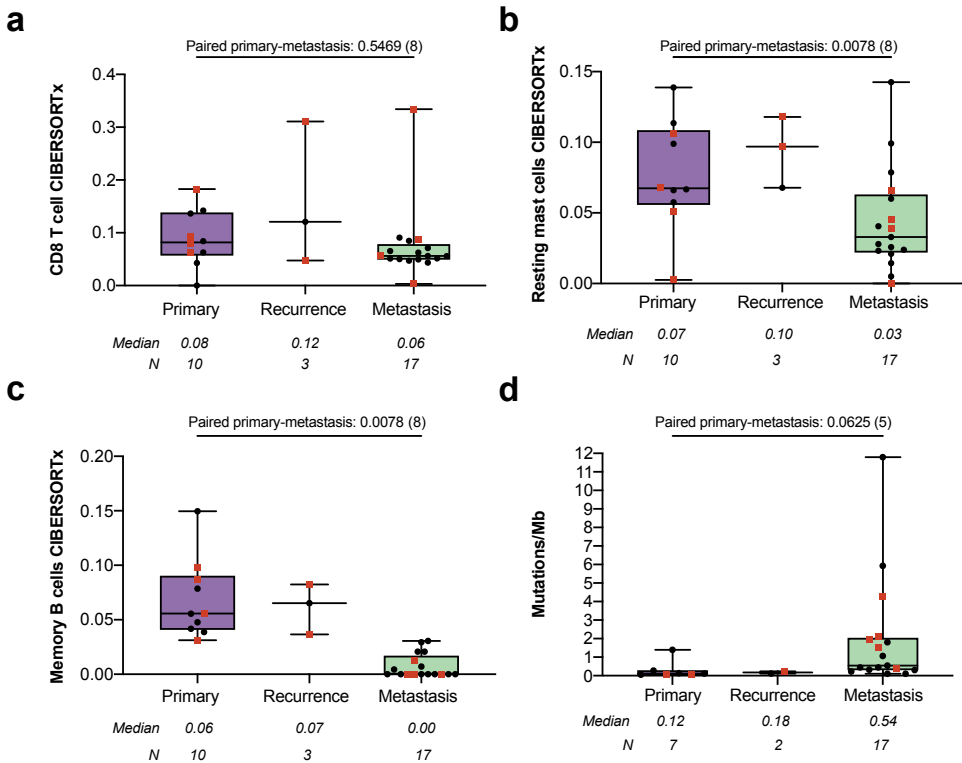 a
Paired primary-metastasis: 0.5469 (8)
CD8 T cell CIBERSORTx
0.4
0.3
0.2
0.1
0.0
Primary Recurrence Metastasis
Median 0.08 0.12 0.06
N 10 3 17
b
Paired primary-metastasis: 0.0078 (8)
Resting mast cells CIBERSORTx
0.15
0.10
0.05
0.00
Primary Recurrence Metastasis
Median 0.07 0.10 0.03
N 10 3 17
c
Paired primary-metastasis: 0.0078 (8)
Memory B cells CIBERSORTx
0.20
0.15
0.10
0.05
0.00
Primary Recurrence Metastasis
Median 0.06 0.07 0.00
N 10 3 17
d
Paired primary-metastasis: 0.0625 (5)
Mutations/Mb
12
11
10
9
8
7
6
5
4
3
2
1
0
Primary Recurrence Metastasis
Median 0.12 0.18 0.54
N 7 2 17